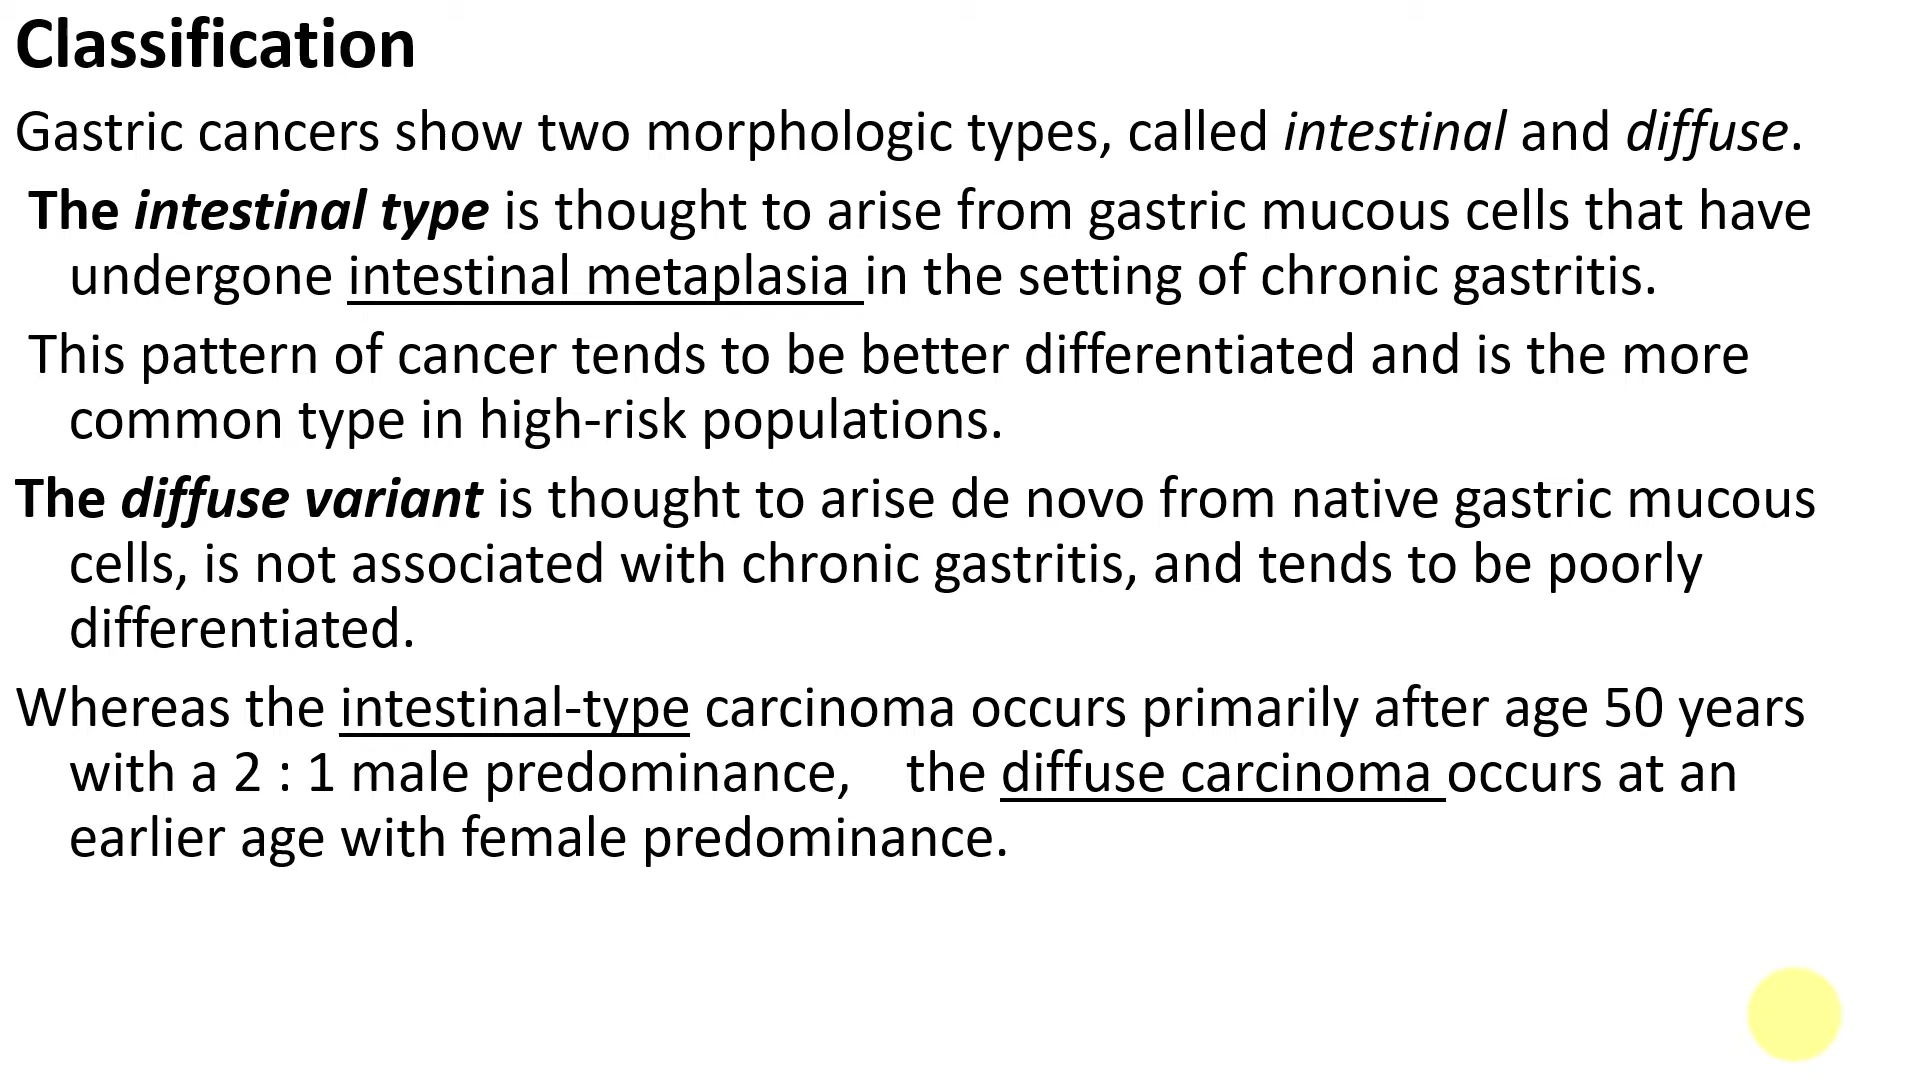 Classification
Gastric cancers show two morphologic types, called intestinal and diffuse.
The intestinal type is thought to arise from gastric mucous cells that have
undergone intestinal metaplasia in the setting of chronic gastritis.
This pattern of cancer tends to be better differentiated and is the more
common type in high-risk populations.
The diffuse variant is thought to arise de novo from native gastric mucous
cells, is not associated with chronic gastritis, and tends to be poorly
differentiated.
Whereas the intestinal-type carcinoma occurs primarily after age 50 years
with a 2 : 1 male predominance, the diffuse carcinoma occurs at an
earlier age with female predominance.